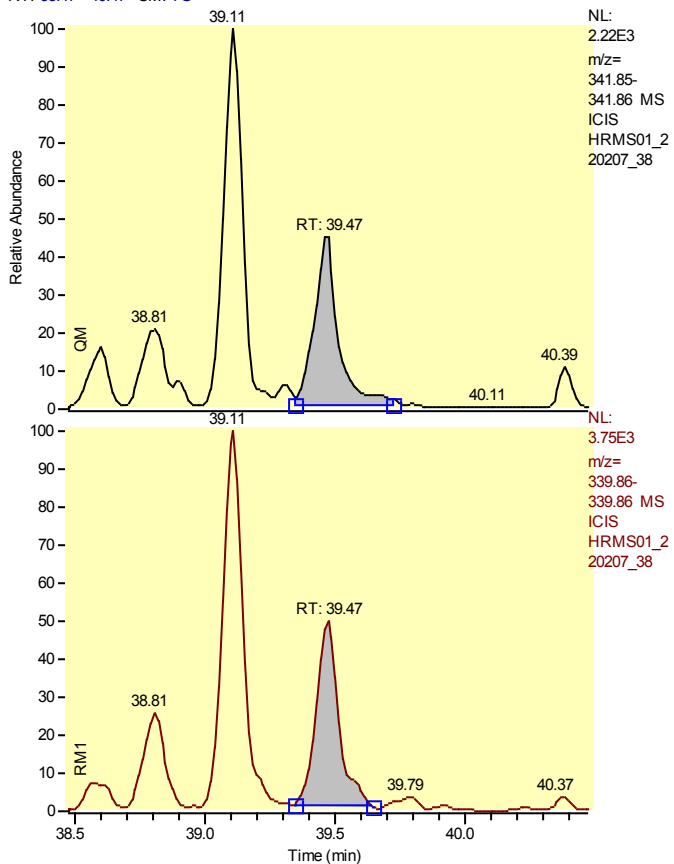 39.11
NL:
2.22E3
m/z=
341.85-
341.86 MS
ICIS
HRMS01_2
20207_38
100
90
80
70
60
50
40
30
20
10
0
Relative Abundance
RT: 39.47
38.81
QM
40.11
40.39
39.11
NL:
3.75E3
m/z=
339.86-
339.86 MS
ICIS
HRMS01_2
20207_38
100
90
80
70
60
50
40
30
20
10
0
RT: 39.47
38.81
RM1
39.79
40.37
38.5
39.0
39.5
40.0
Time (min)